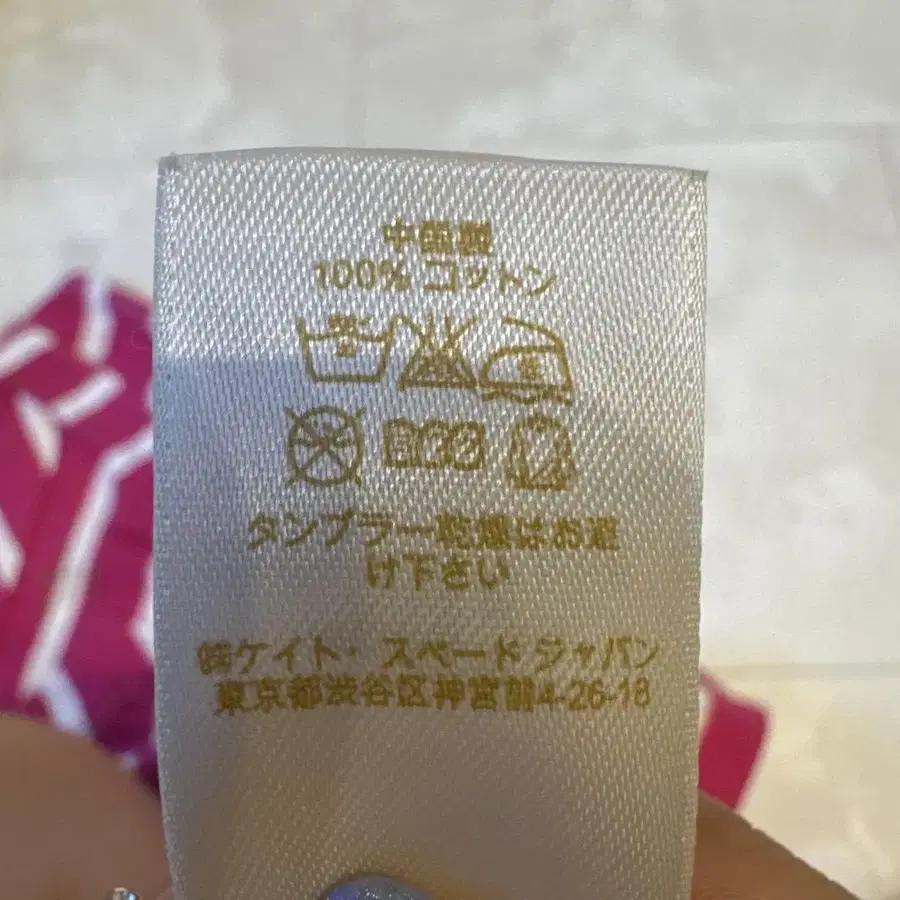 中国製
100% コットン
タンブラー乾燥はお避
け下さい
㈱ケイト・スペード ジャパン
東京都渋谷区神宮前4-26-18